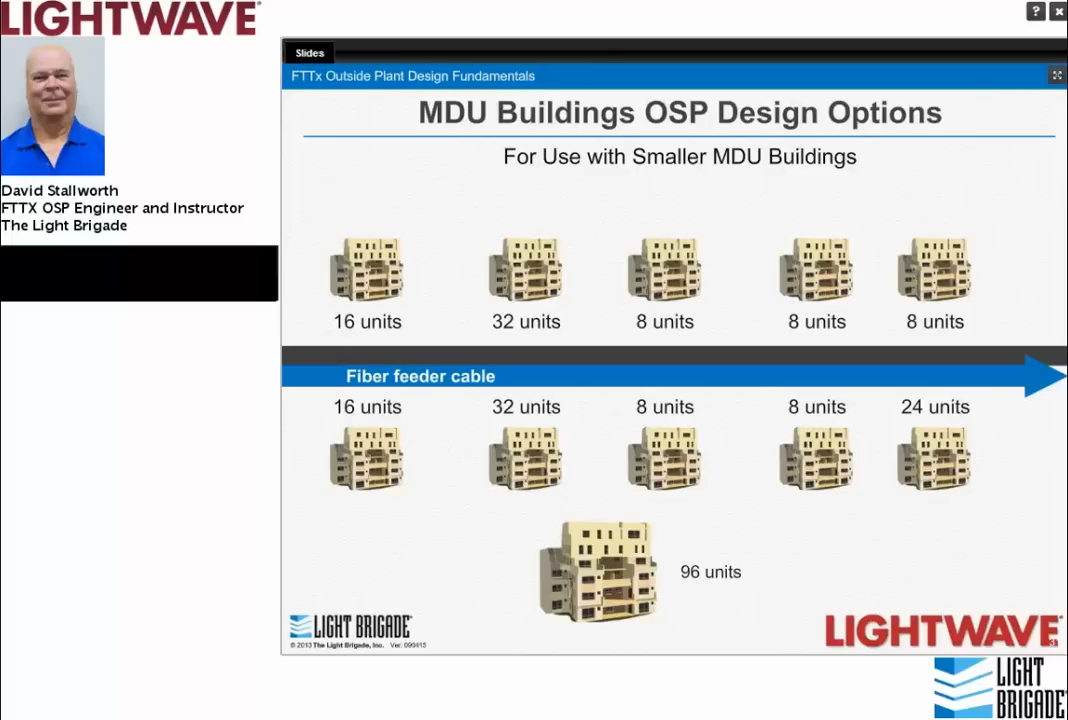 LIGHTWAVE
?
Slides
FTTx Outside Plant Design Fundamentals
MDU Buildings OSP Design Options
For Use with Smaller MDU Buildings
David Stallworth
FTTX OSP Engineer and Instructor
The Light Brigade
16 units 32 units 8 units 8 units 8 units
Fiber feeder cable
16 units 32 units 8 units 8 units 24 units
96 units
LIGHT BRIGADE
© 2013 The Light Brigade, Inc. Ver: 090415
LIGHTWAVE
LIGHT
BRIGADE